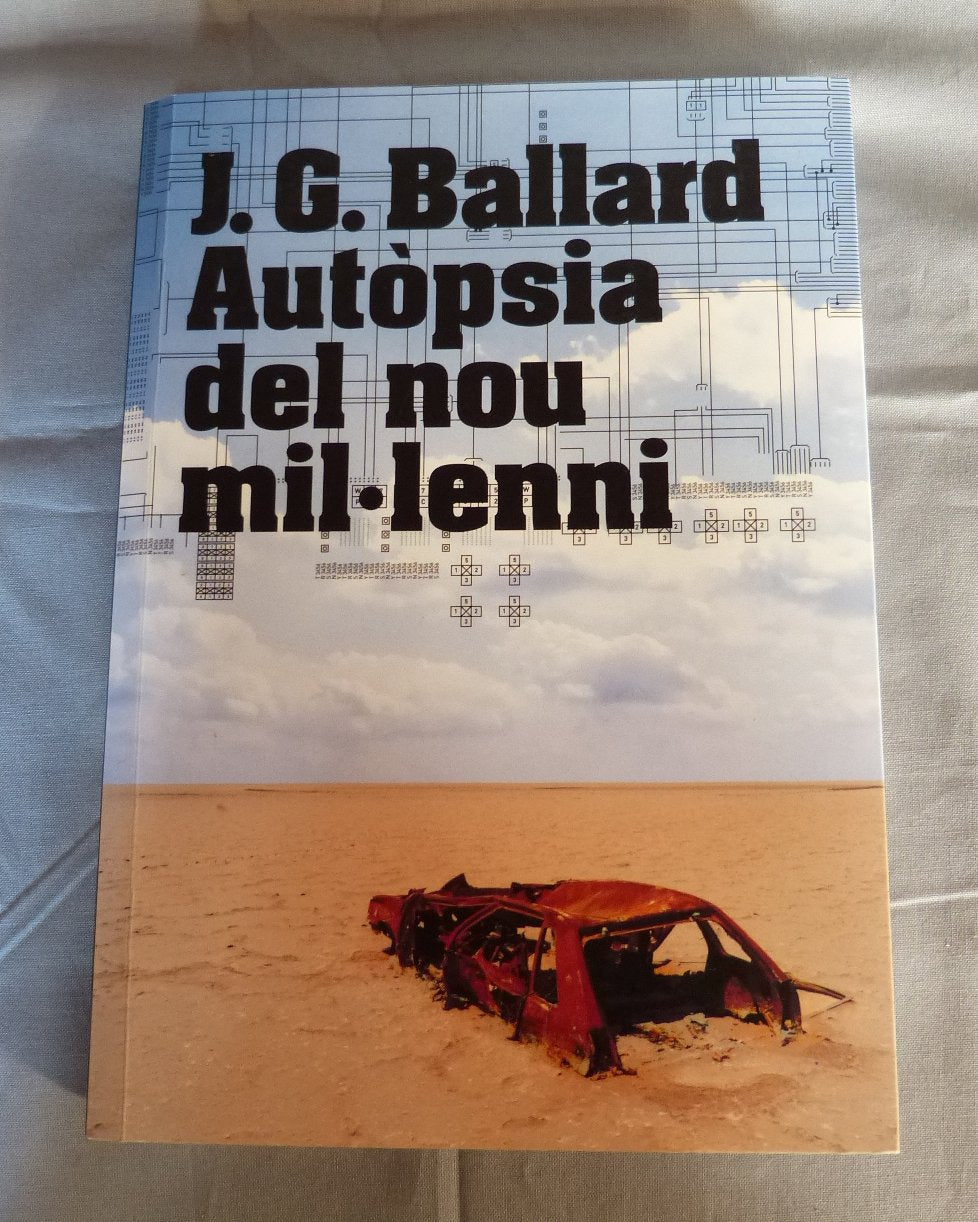 J. G. Ballard
Autòpsia
del nou
mil·lenni